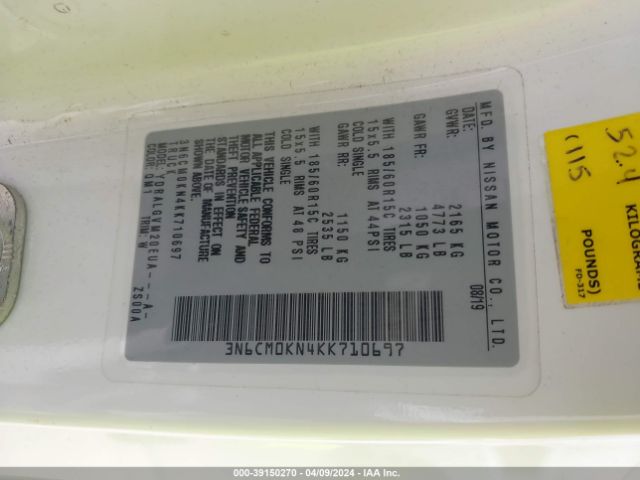 MFD. BY NISSAN MOTOR CO., LTD.
DATE: 08/19
GVWR: 2165 KG
4773 LB
GAWR FR: 1050 KG
2315 LB
WITH 185/60R15C TIRES
15x5.5 RIMS AT 44PSI
COLD SINGLE
GAWR RR: 1150 KG
2535 LB
WITH 185/60R15C TIRES
15x5.5 RIMS AT 48 PSI
COLD SINGLE
THIS VEHICLE CONFORMS TO
ALL APPLICABLE FEDERAL
MOTOR VEHICLE SAFETY AND
THEFT PREVENTION
STANDARDS IN EFFECT ON
THE DATE OF MANUFACTURE
SHOWN ABOVE.
3N6CM0KN4KK710697
TRUCK
MODEL: YDRALGVM20EUA----A-
COLOR: QM1 TRIM: W ZS00A
3N6CM0KN4KK710697
52.4
115
KILOGRAMS
POUNDS)
FD-317
000-39150270 - 04/09/2024 - IAA Inc.